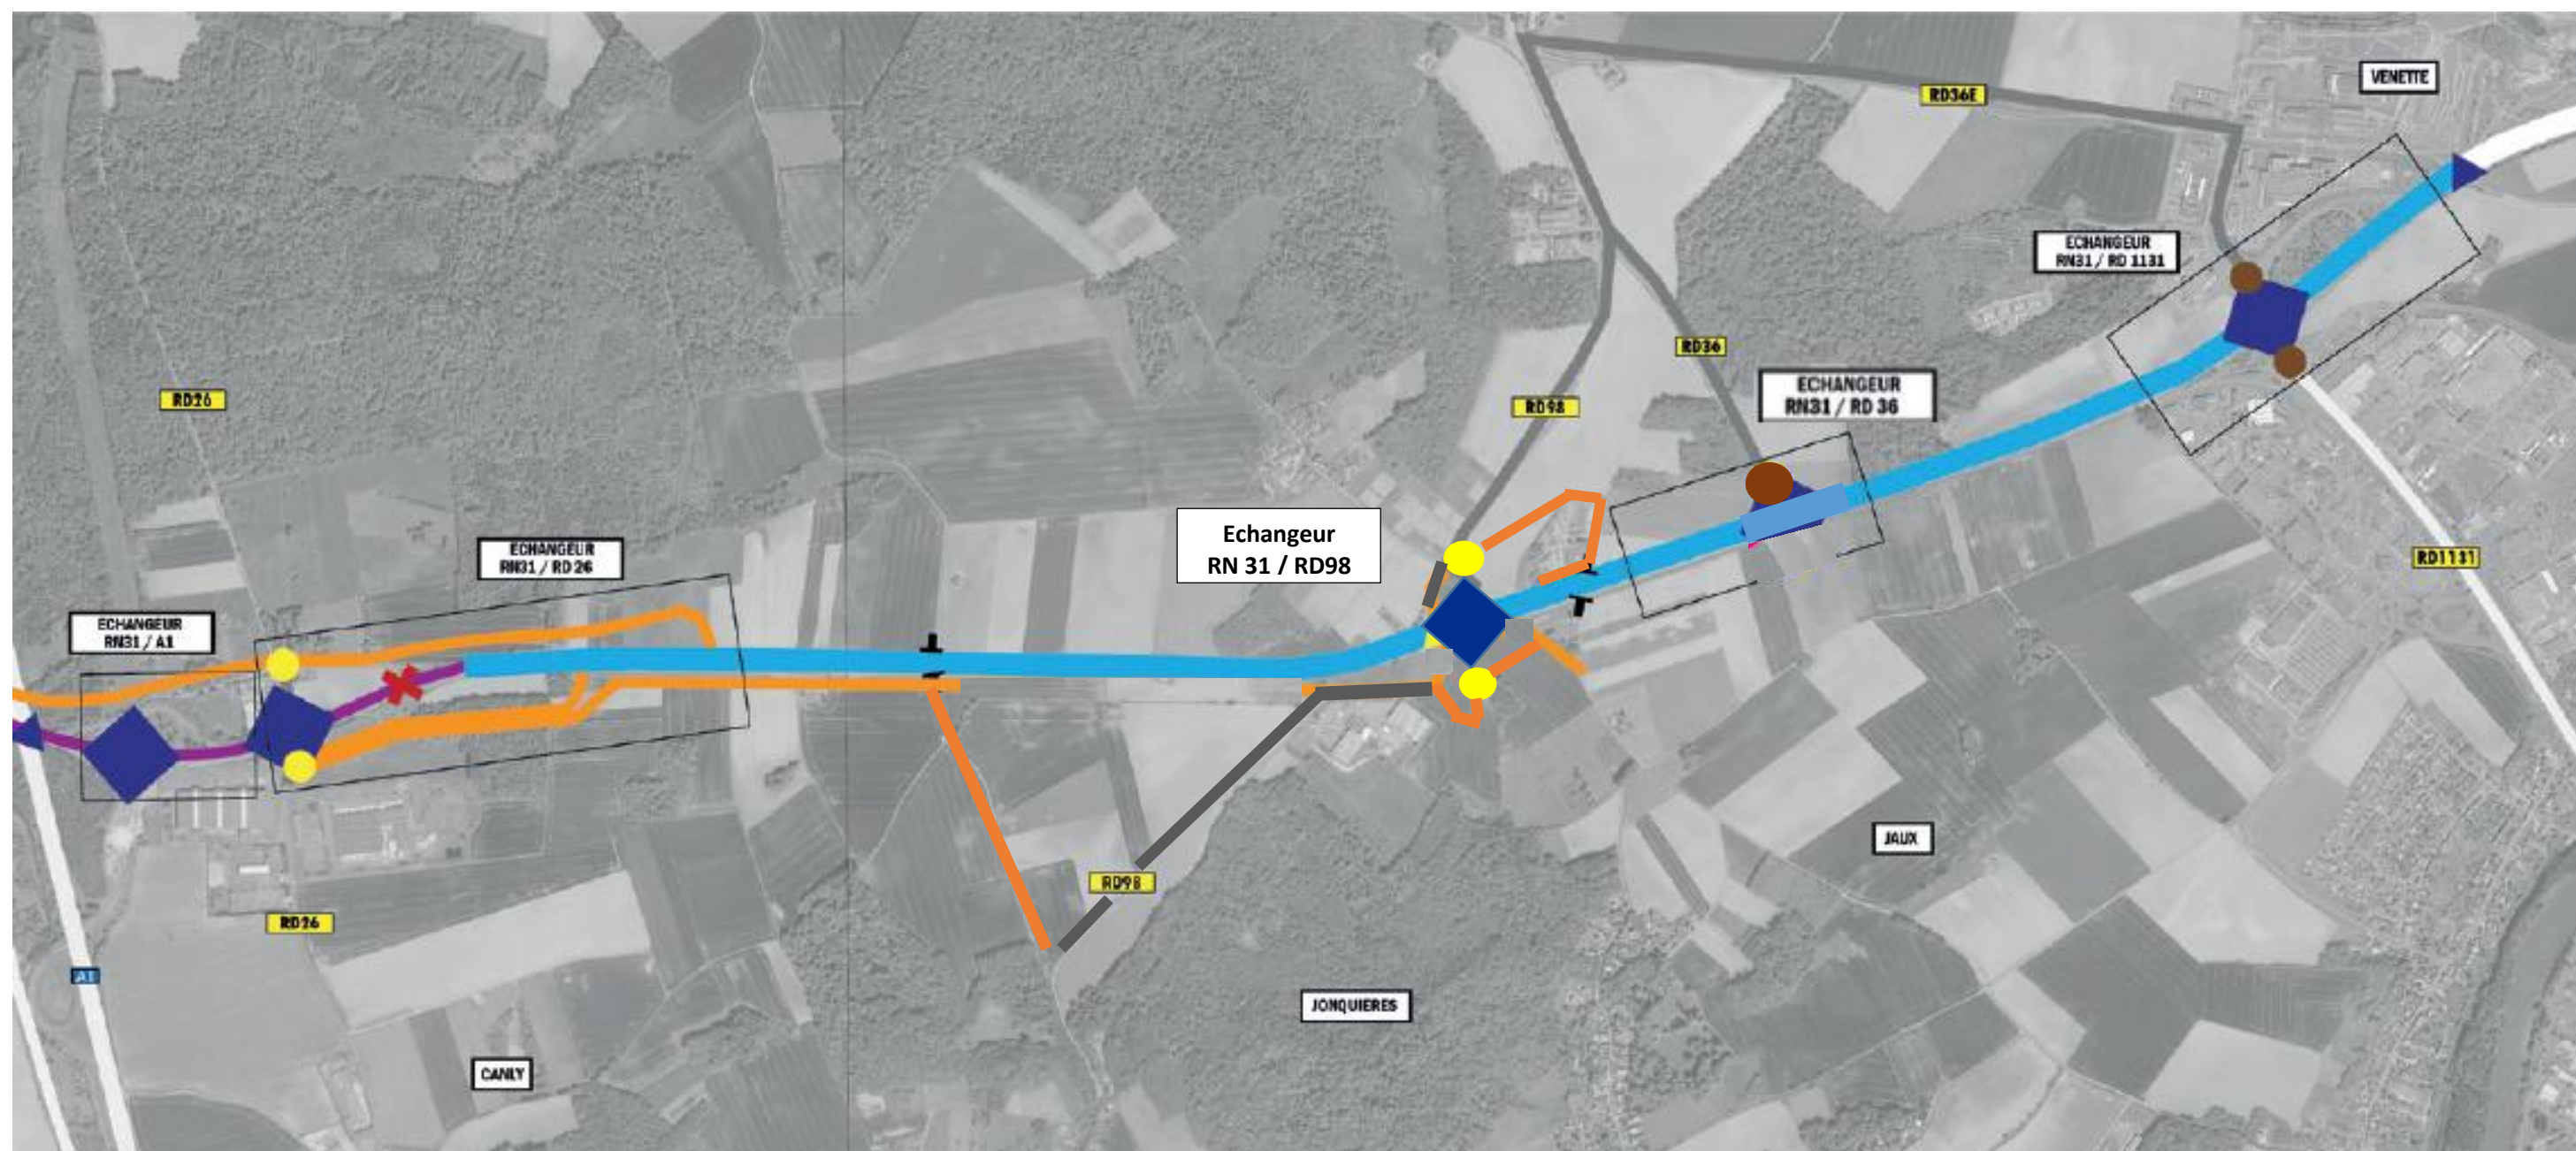 VENETTE
RD36E
ECHANGEUR
RN31 / RD 1131
RD36
ECHANGEUR
RN31 / RD 36
RD26
RD98
Echangeur
RN 31 / RD98
ECHANGEUR
RN31 / RD 26
RD1131
ECHANGEUR
RN31 / A1
JAUX
RD98
RD26
A1
JONQUIERES
CANLY